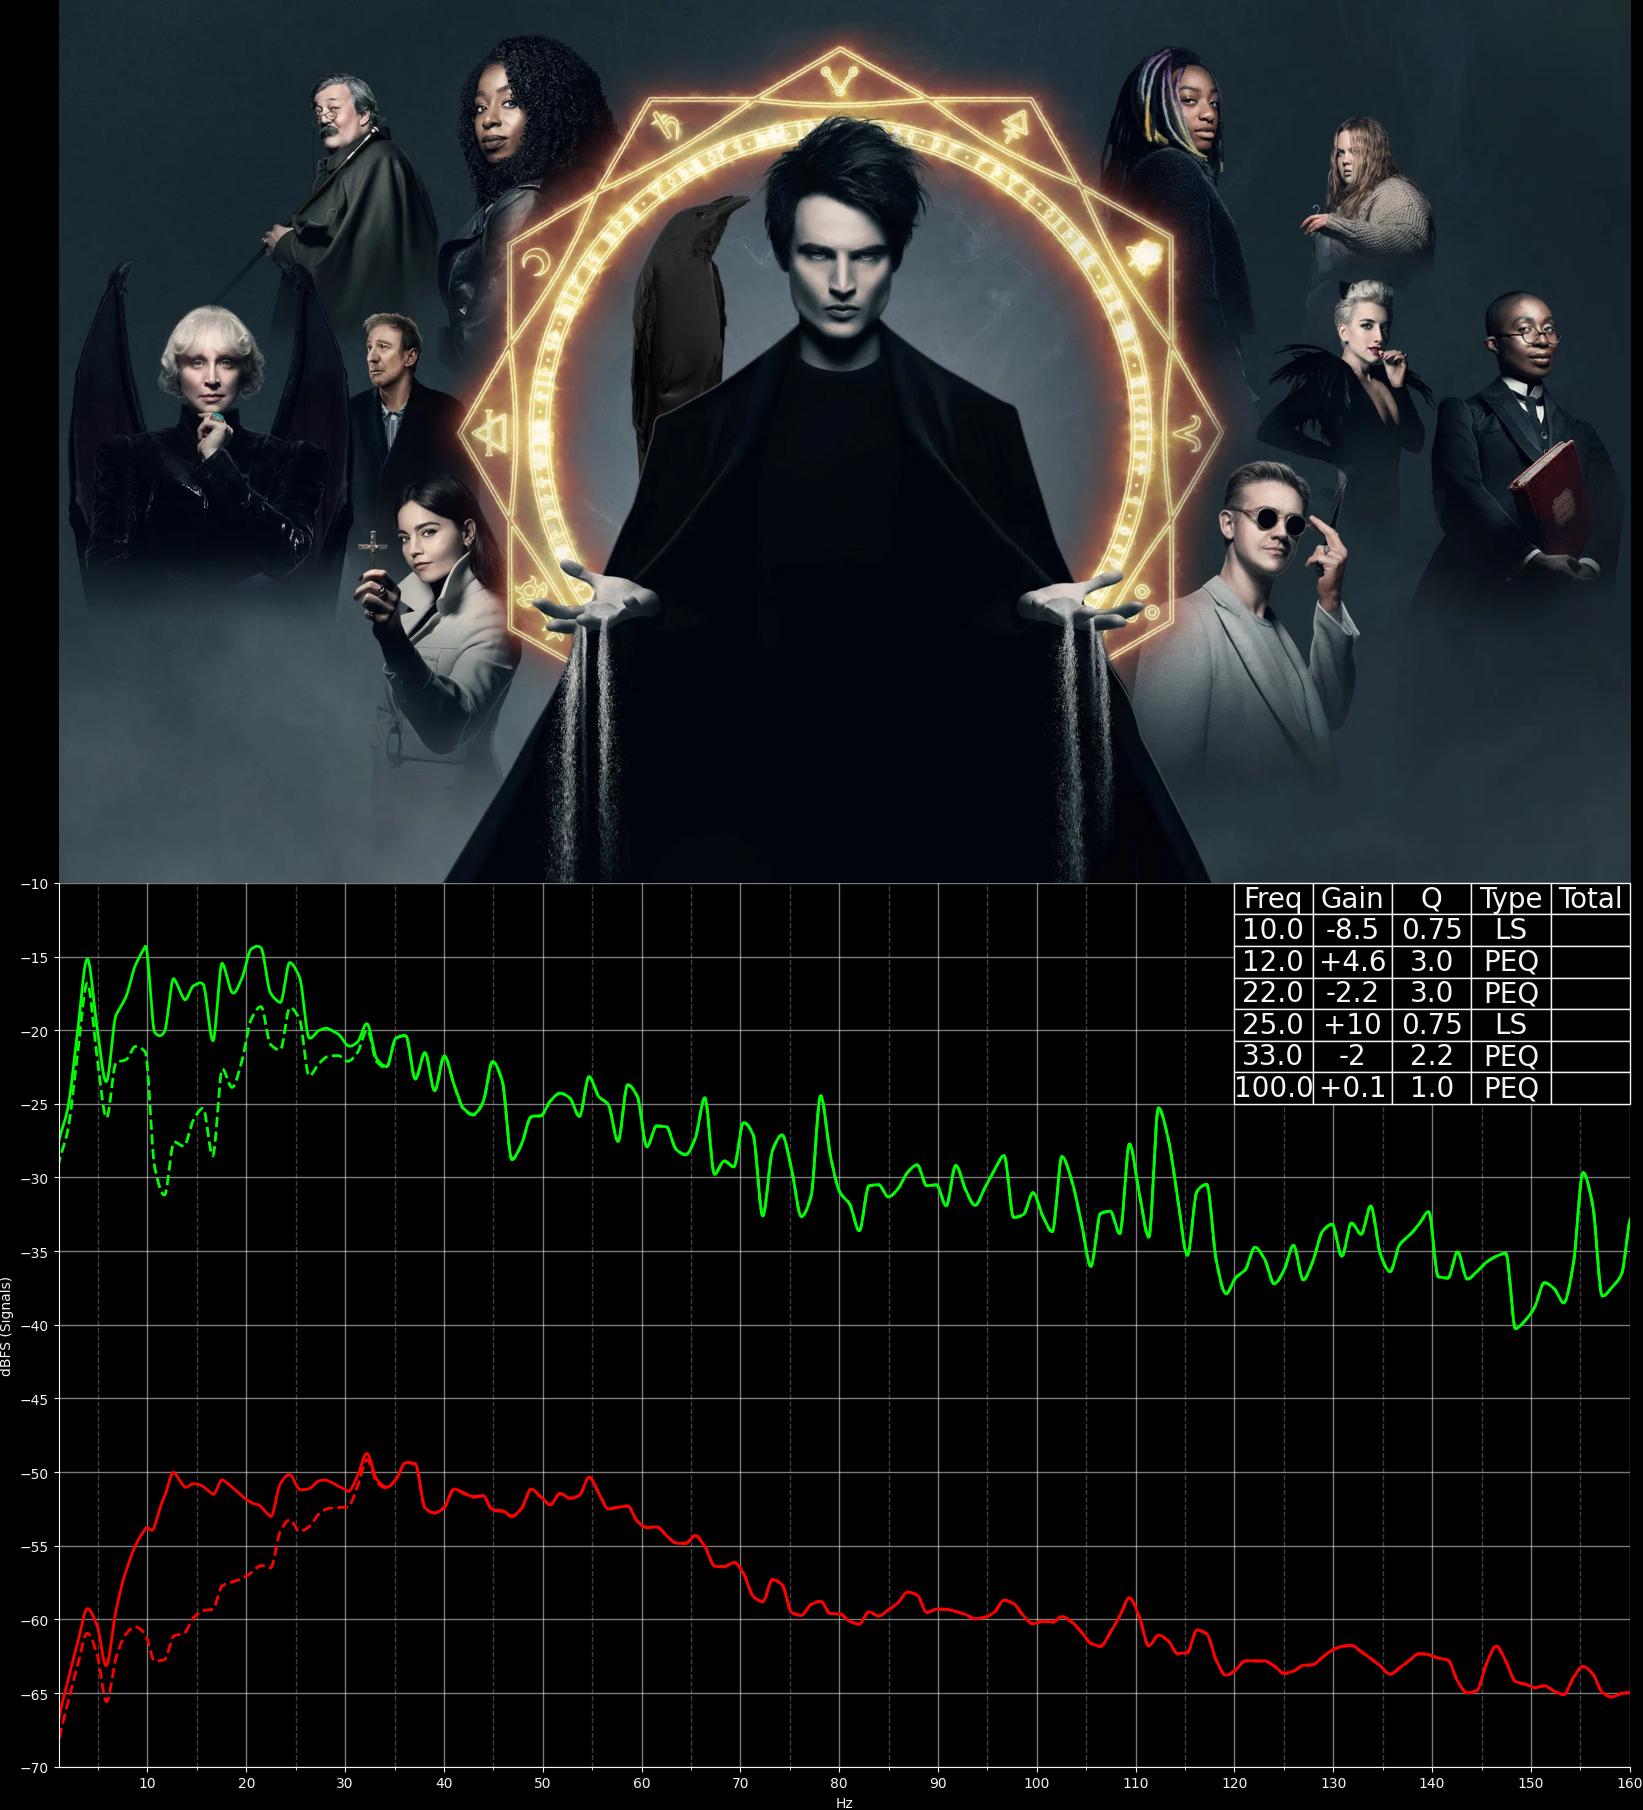 Freq Gain Q Type Total
10.0 -8.5 0.75 LS
12.0 +4.6 3.0 PEQ
22.0 -2.2 3.0 PEQ
25.0 +10 0.75 LS
33.0 -2 2.2 PEQ
100.0 +0.1 1.0 PEQ
−10
−15
−20
−25
−30
−35
−40
−45
−50
−55
−60
−65
−70
dBFS (Signals)
10 20 30 40 50 60 70 80 90 100 110 120 130 140 150 160
Hz